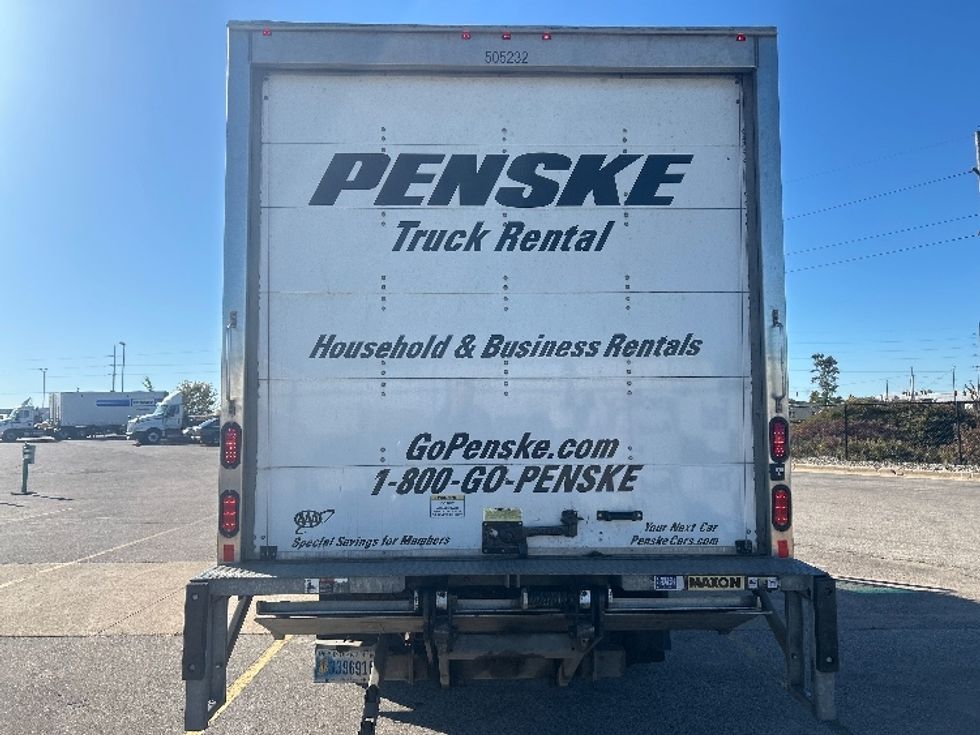 505232
PENSKE
Truck Rental
Household & Business Rentals
GoPenske.com
1-800-GO-PENSKE
AAA
Special Savings for Members
Your Next Car
PenskeCars.com
MAXON